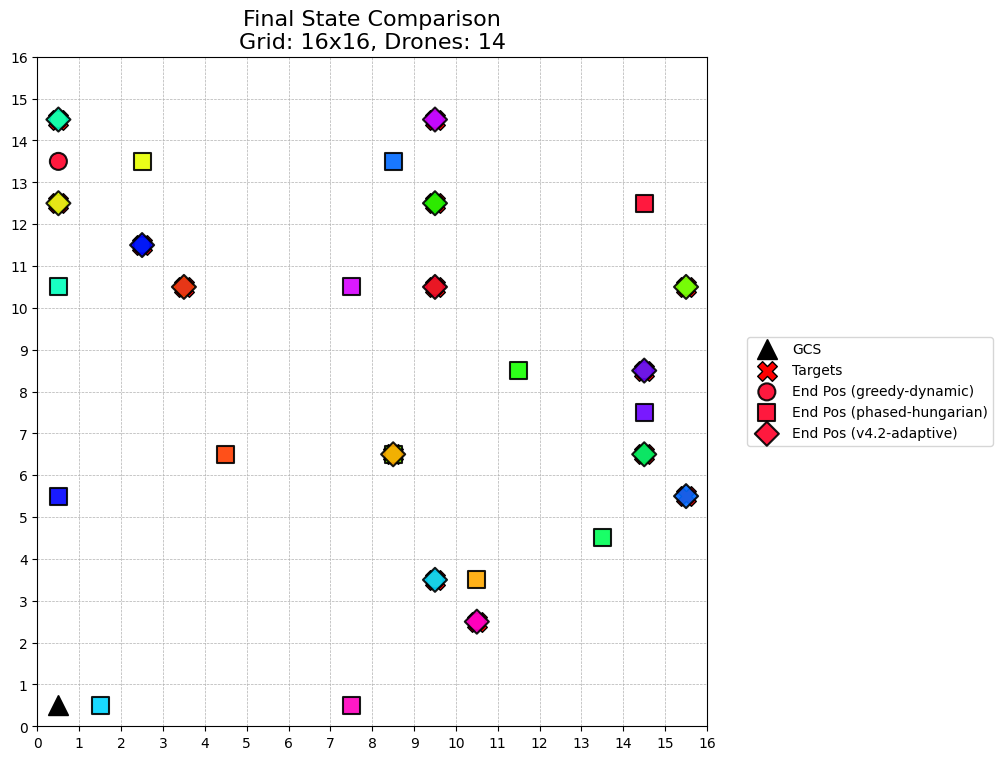 Final State Comparison
Grid: 16x16, Drones: 14
16
15
14
13
12
11
10
9
8
7
6
5
4
3
2
1
0
0 1 2 3 4 5 6 7 8 9 10 11 12 13 14 15 16
GCS
Targets
End Pos (greedy-dynamic)
End Pos (phased-hungarian)
End Pos (v4.2-adaptive)